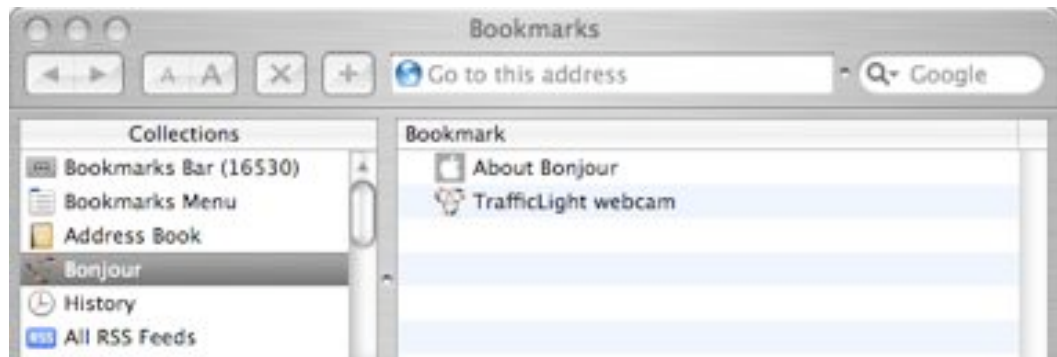 Bookmarks
A A
Go to this address
Google
Collections
Bookmarks Bar (16530)
Bookmarks Menu
Address Book
Bonjour
History
RSS All RSS Feeds
Bookmark
About Bonjour
TrafficLight webcam